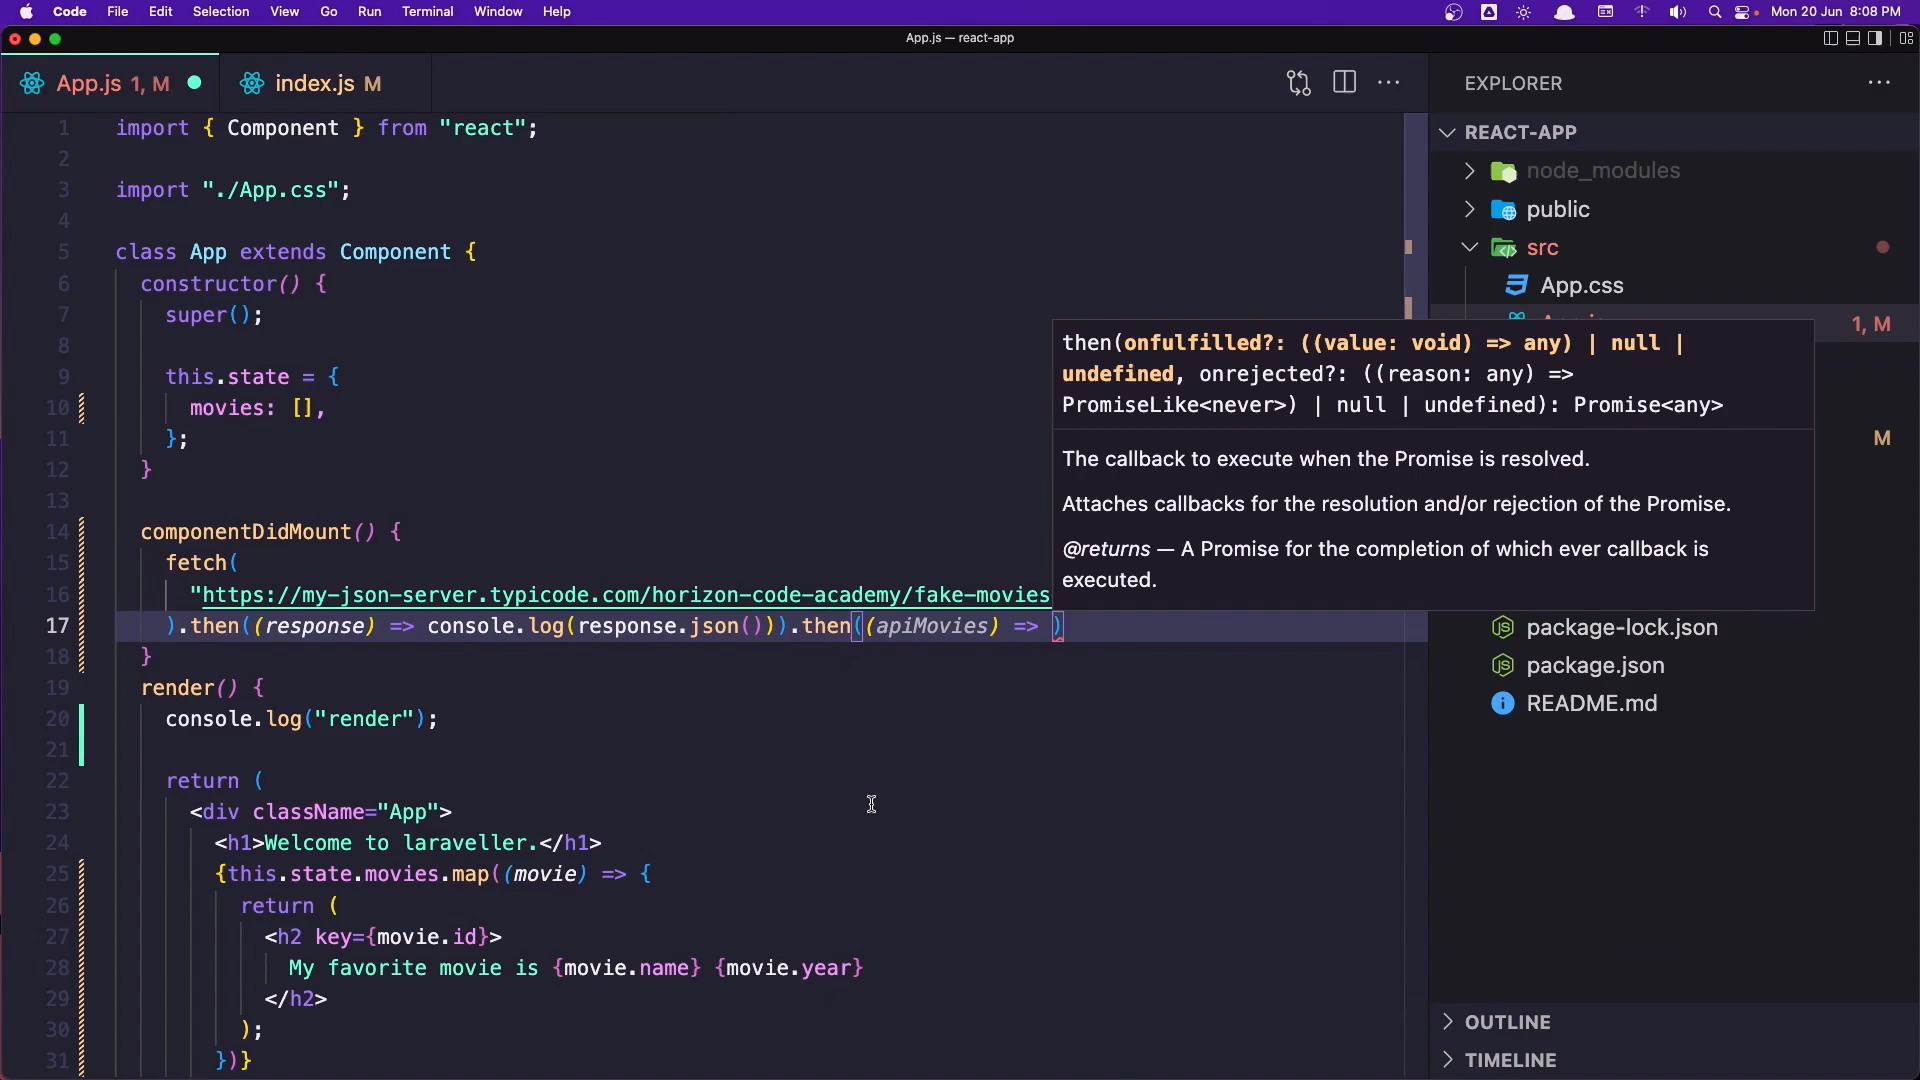 Code File Edit Selection View Go Run Terminal Window Help Mon 20 Jun 8:08 PM
App.js — react-app
App.js 1, M index.js M
EXPLORER
REACT-APP
node_modules
public
src
App.css
1, M
M
package-lock.json
package.json
README.md
OUTLINE
TIMELINE
1 import { Component } from "react";
2
3 import "./App.css";
4
5 class App extends Component {
6 constructor() {
7 super();
8
9 this.state = {
10 movies: [],
11 };
12 }
13
14 componentDidMount() {
15 fetch(
16 "https://my-json-server.typicode.com/horizon-code-academy/fake-movies
17 ).then((response) => console.log(response.json())).then((apiMovies) => )
18 }
19 render() {
20 console.log("render");
21
22 return (
23 <div className="App">
24 <h1>Welcome to laraveller.</h1>
25 {this.state.movies.map((movie) => {
26 return (
27 <h2 key={movie.id}>
28 My favorite movie is {movie.name} {movie.year}
29 </h2>
30 );
31 })}
then(onfulfilled?: ((value: void) => any) | null |
undefined, onrejected?: ((reason: any) =>
PromiseLike<never>) | null | undefined): Promise<any>
The callback to execute when the Promise is resolved.
Attaches callbacks for the resolution and/or rejection of the Promise.
@returns — A Promise for the completion of which ever callback is
executed.